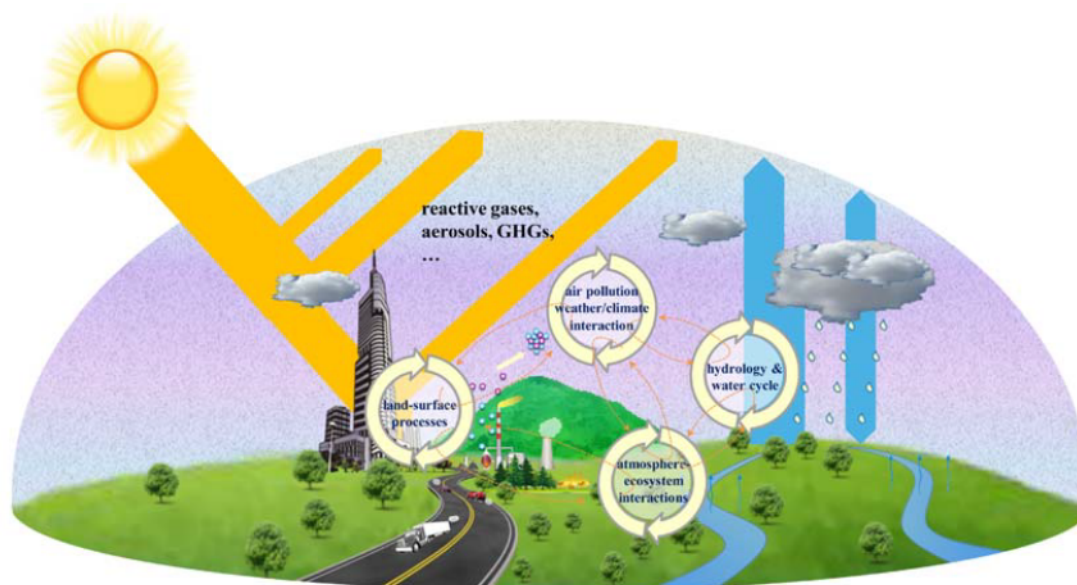 reactive gases,
aerosols, GHGs,
...
air pollution
weather/climate
interaction
hydrology &
water cycle
land-surface
processes
atmosphere-
ecosystem
interactions